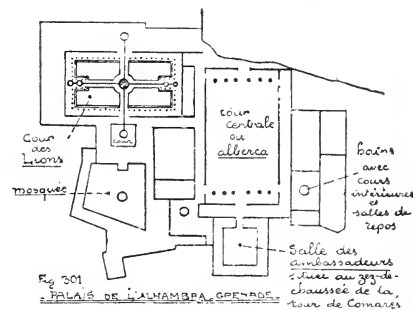 Cour
des
Lions
cour
mosquée
cour
centrale
ou
alberca
bains
avec
cours
intérieures
et
salles de
repos
Salle des
ambassadeurs
située au rez-de-
chaussée de la
tour de Comares
Fig 301
PALAIS DE L'ALHAMBRA GRENADE